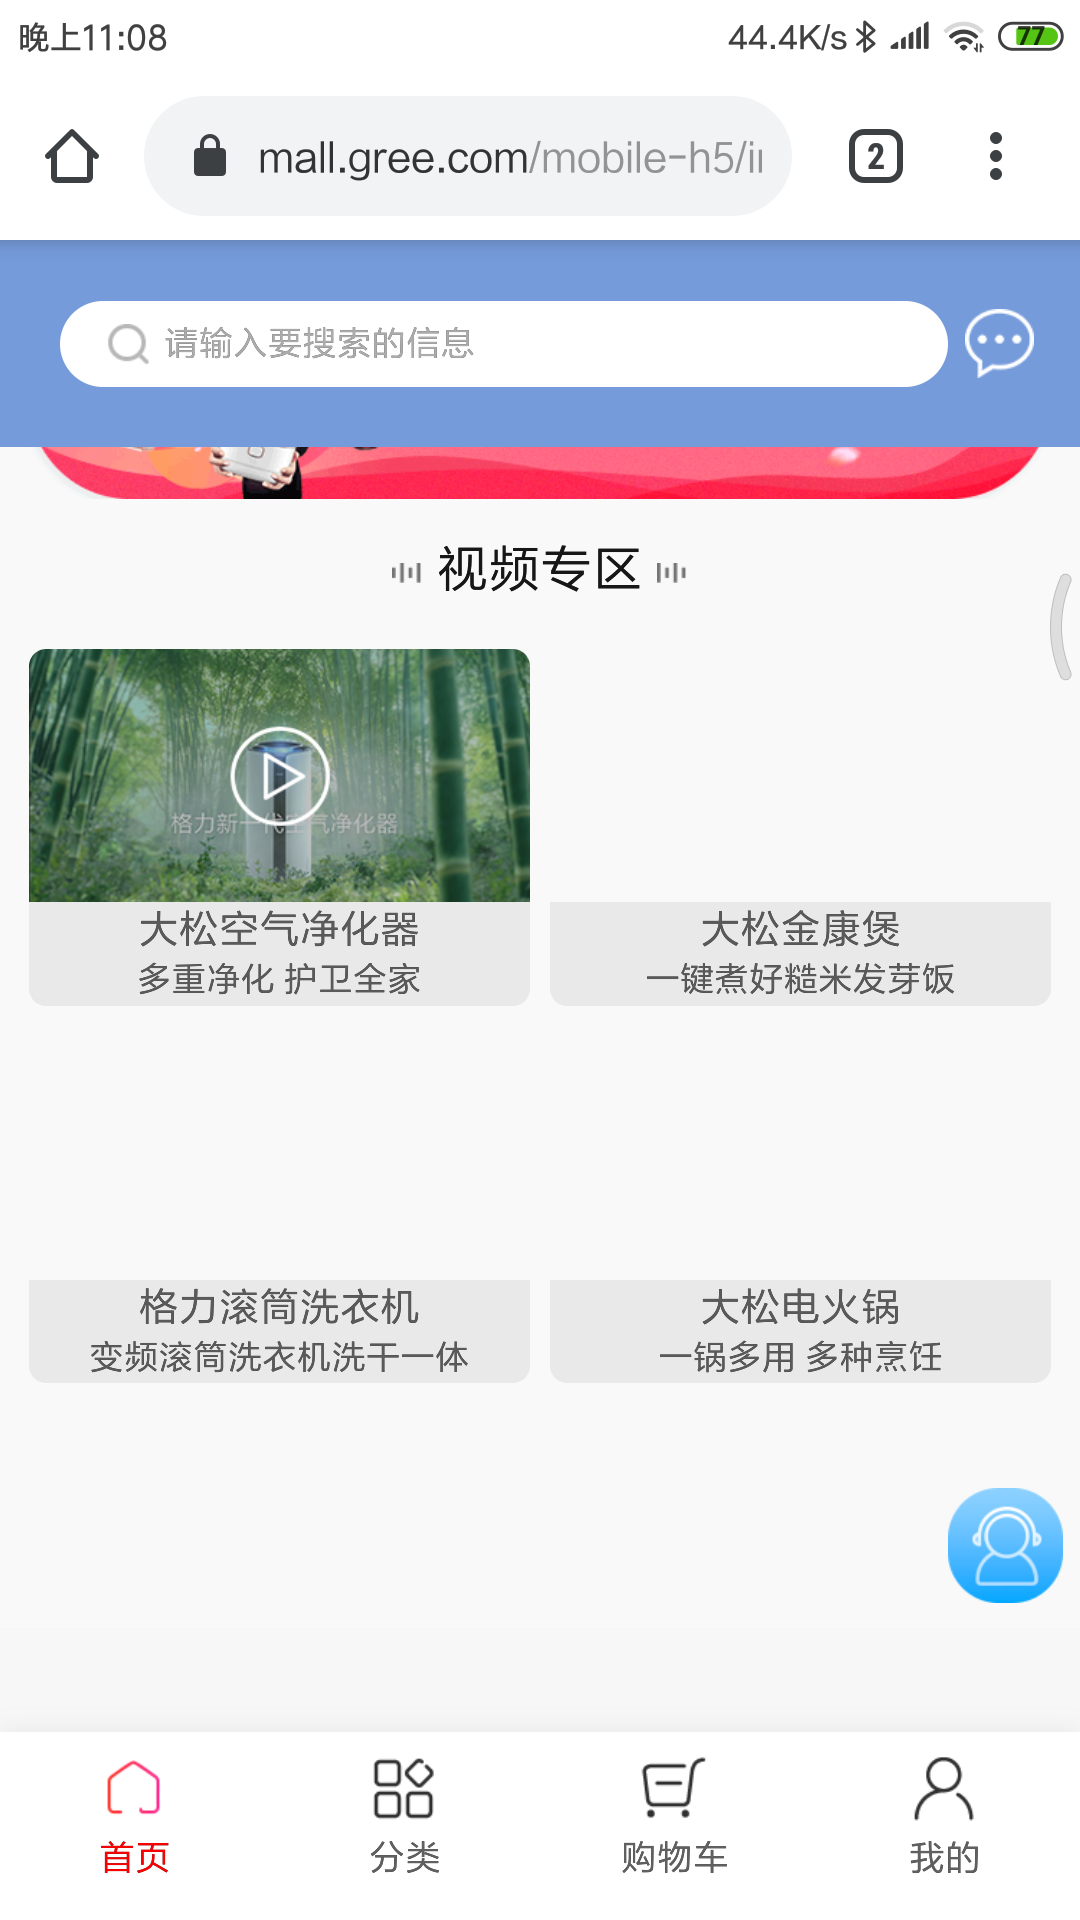 晚上11:08
44.4K/s
77
mall.gree.com/mobile-h5/i
2
请输入要搜索的信息
视频专区
格力新一代空气净化器
大松空气净化器
多重净化 护卫全家
大松金康煲
一键煮好糙米发芽饭
格力滚筒洗衣机
变频滚筒洗衣机洗干一体
大松电火锅
一锅多用 多种烹饪
首页
分类
购物车
我的